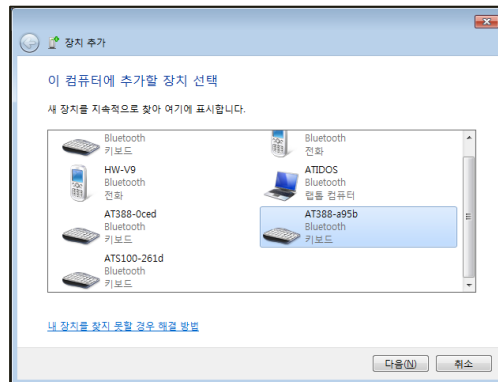 장치 추가
이 컴퓨터에 추가할 장치 선택
새 장치를 지속적으로 찾아 여기에 표시합니다.
Bluetooth
키보드
Bluetooth
전화
HW-V9
Bluetooth
전화
ATIDOS
Bluetooth
랩톱 컴퓨터
AT388-0ced
Bluetooth
키보드
AT388-a95b
Bluetooth
키보드
ATS100-261d
Bluetooth
키보드
내 장치를 찾지 못할 경우 해결 방법
다음(N)
취소